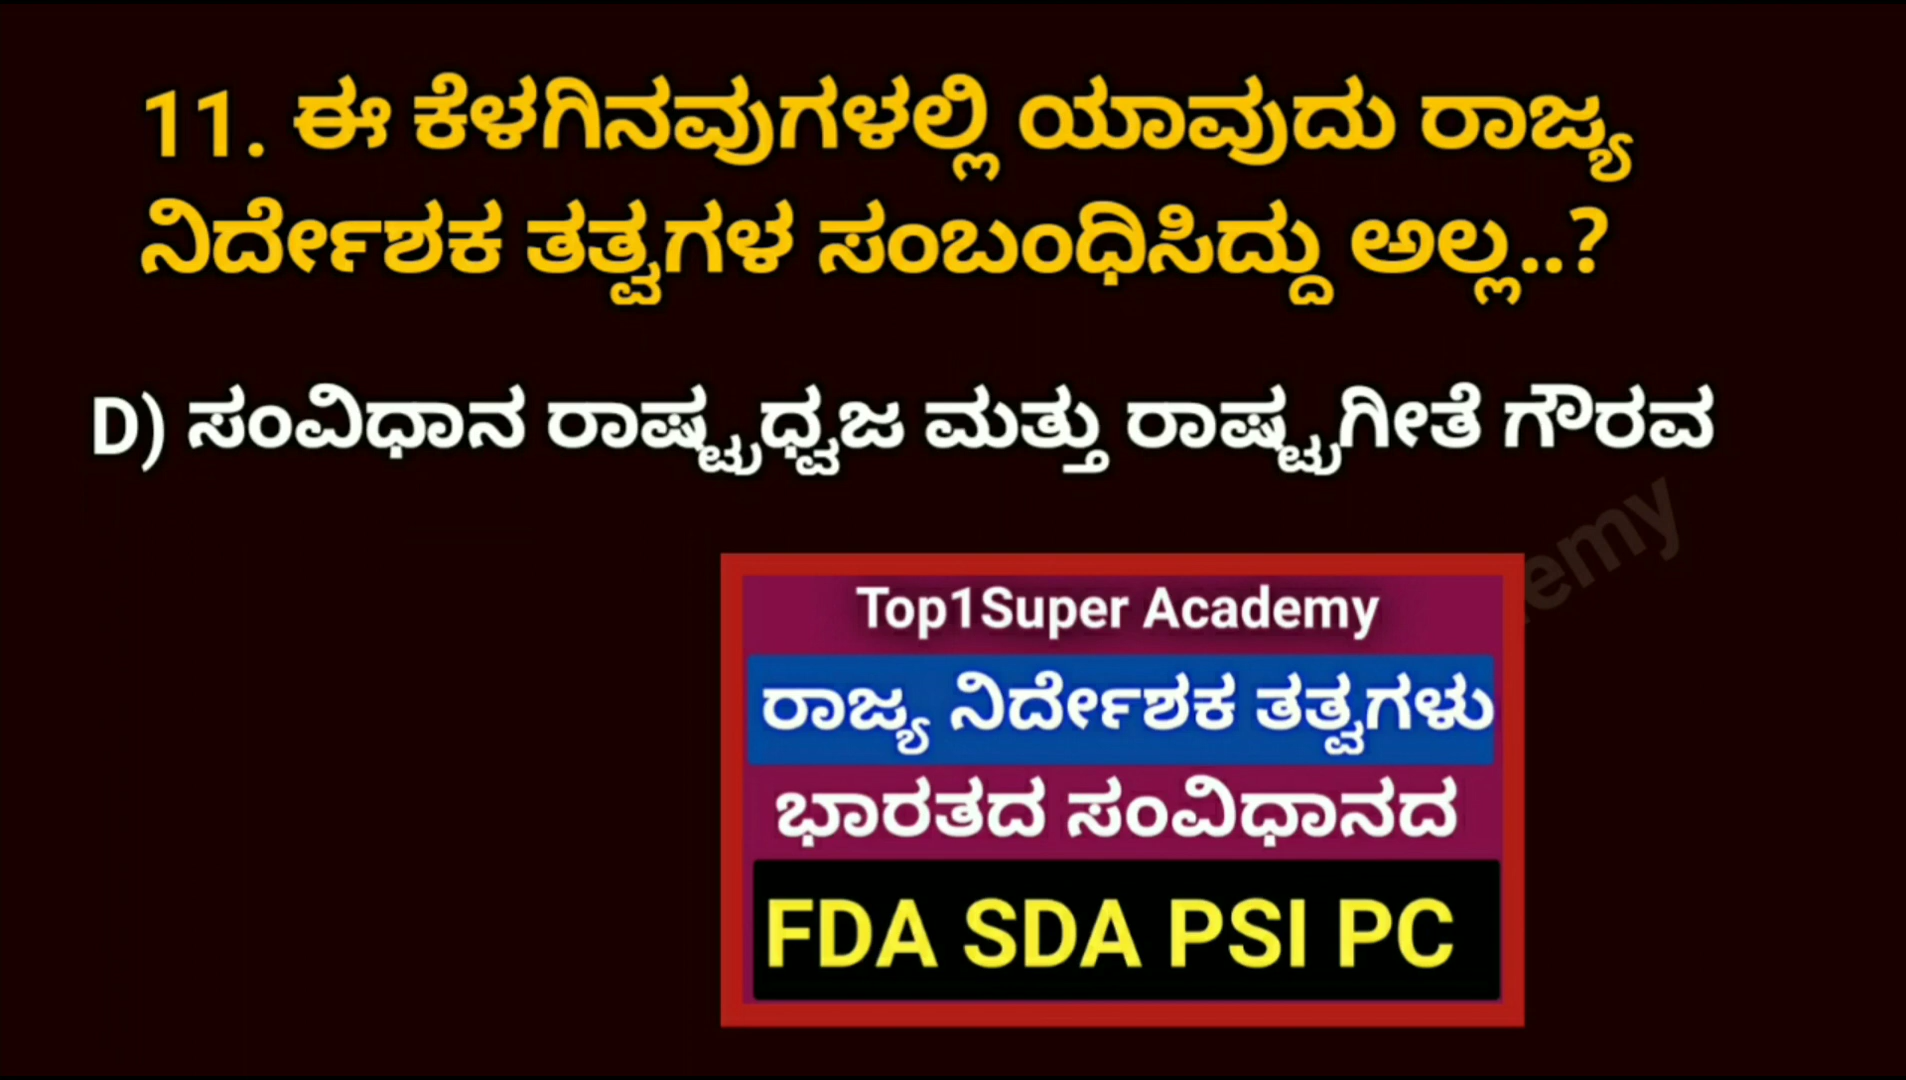 11. ಈ ಕೆಳಗಿನವುಗಳಲ್ಲಿ ಯಾವುದು ರಾಜ್ಯ
ನಿರ್ದೇಶಕ ತತ್ವಗಳ ಸಂಬಂಧಿಸಿದ್ದು ಅಲ್ಲ..?
D) ಸಂವಿಧಾನ ರಾಷ್ಟ್ರಧ್ವಜ ಮತ್ತು ರಾಷ್ಟ್ರಗೀತೆ ಗೌರವ
Top1Super Academy
ರಾಜ್ಯ ನಿರ್ದೇಶಕ ತತ್ವಗಳು
ಭಾರತದ ಸಂವಿಧಾನದ
FDA SDA PSI PC